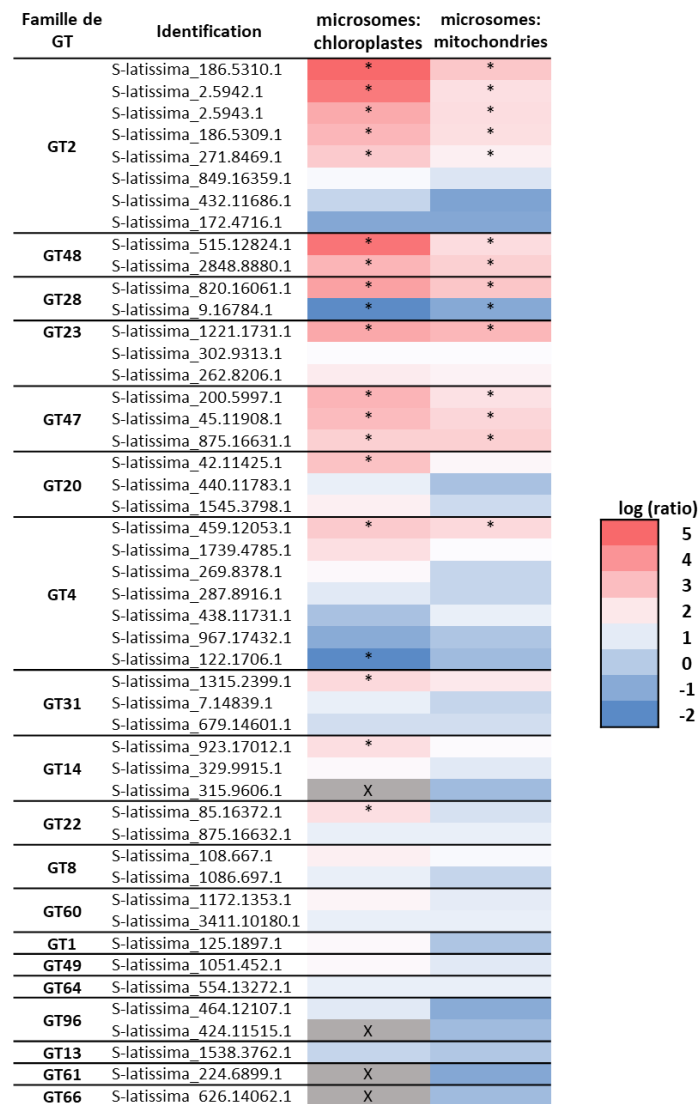 Famille de GT Identification microsomes: chloroplastes microsomes: mitochondries
GT2
S-latissima_186.5310.1 * *
S-latissima_2.5942.1 * *
S-latissima_2.5943.1 * *
S-latissima_186.5309.1 * *
S-latissima_271.8469.1 * *
S-latissima_849.16359.1
S-latissima_432.11686.1
S-latissima_172.4716.1
GT48
S-latissima_515.12824.1 * *
S-latissima_2848.8880.1 * *
GT28
S-latissima_820.16061.1 * *
S-latissima_9.16784.1 * *
GT23
S-latissima_1221.1731.1 * *
S-latissima_302.9313.1
S-latissima_262.8206.1
GT47
S-latissima_200.5997.1 * *
S-latissima_45.11908.1 * *
S-latissima_875.16631.1 * *
GT20
S-latissima_42.11425.1 *
S-latissima_440.11783.1
S-latissima_1545.3798.1
GT4
S-latissima_459.12053.1 * *
S-latissima_1739.4785.1
S-latissima_269.8378.1
S-latissima_287.8916.1
S-latissima_438.11731.1
S-latissima_967.17432.1
S-latissima_122.1706.1 *
GT31
S-latissima_1315.2399.1 *
S-latissima_7.14839.1
S-latissima_679.14601.1
GT14
S-latissima_923.17012.1 *
S-latissima_329.9915.1
S-latissima_315.9606.1 X
GT22
S-latissima_85.16372.1 *
S-latissima_875.16632.1
GT8
S-latissima_108.667.1
S-latissima_1086.697.1
GT60
S-latissima_1172.1353.1
S-latissima_3411.10180.1
GT1 S-latissima_125.1897.1
GT49 S-latissima_1051.452.1
GT64 S-latissima_554.13272.1
GT96
S-latissima_464.12107.1
S-latissima_424.11515.1 X
GT13 S-latissima_1538.3762.1
GT61 S-latissima_224.6899.1 X
GT66 S-latissima_626.14062.1 X
log (ratio)
5
4
3
2
1
0
-1
-2